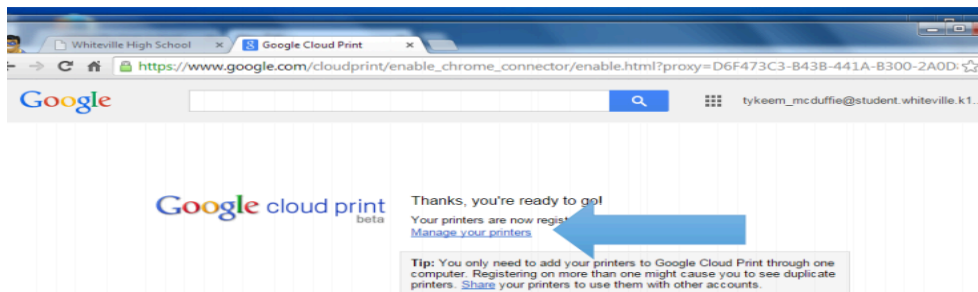 Whiteville High School
Google Cloud Print
https://www.google.com/cloudprint/enable_chrome_connector/enable.html?proxy=D6F473C3-B43B-441A-B300-2A0D
Google
tykeem_mcduffie@student.whiteville.k1...
Google cloud print
beta
Thanks, you're ready to go!
Your printers are now
Manage your printers
Tip: You only need to add your printers to Google Cloud Print through one
computer. Registering on more than one might cause you to see duplicate
printers. Share your printers to use them with other accounts.